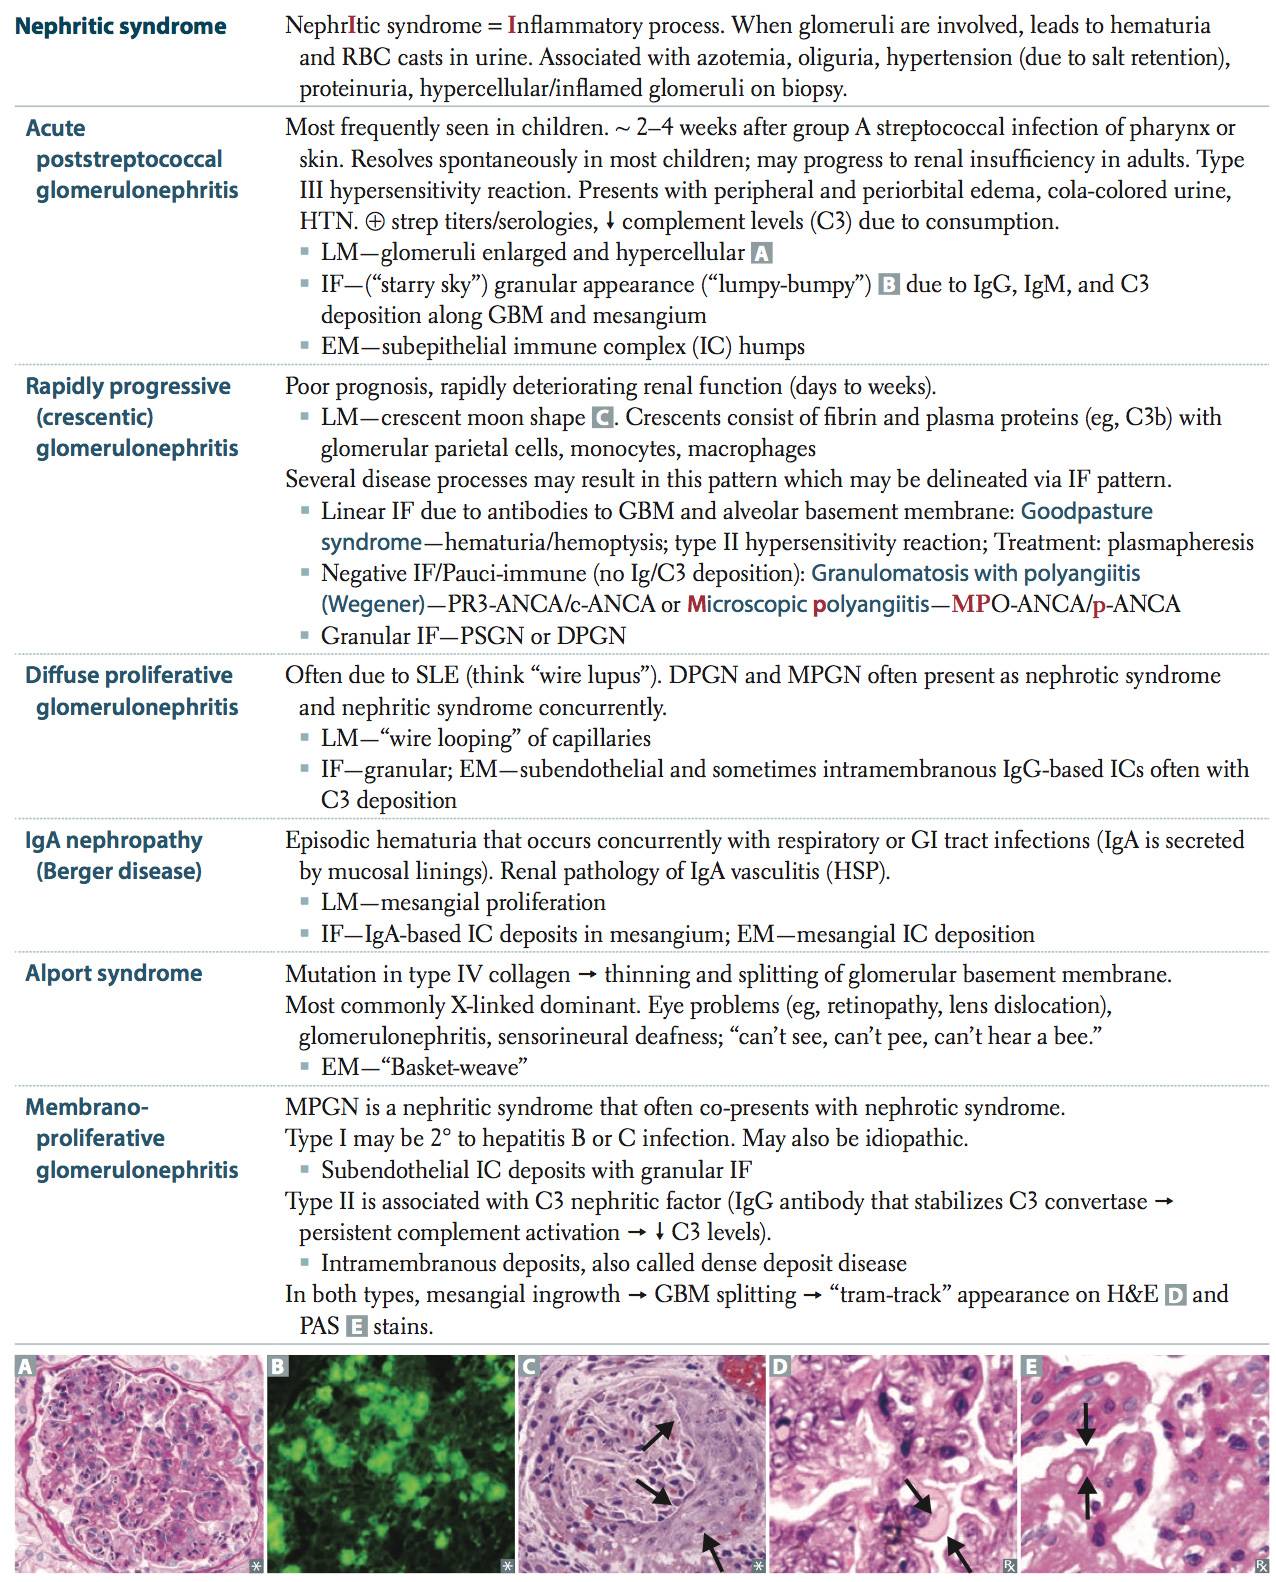 Nephritic syndrome
NephrItic syndrome = Inflammatory process. When glomeruli are involved, leads to hematuria
and RBC casts in urine. Associated with azotemia, oliguria, hypertension (due to salt retention),
proteinuria, hypercellular/inflamed glomeruli on biopsy.
Acute
poststreptococcal
glomerulonephritis
Most frequently seen in children. ~ 2–4 weeks after group A streptococcal infection of pharynx or
skin. Resolves spontaneously in most children; may progress to renal insufficiency in adults. Type
III hypersensitivity reaction. Presents with peripheral and periorbital edema, cola-colored urine,
HTN. ⊕ strep titers/serologies, ↓ complement levels (C3) due to consumption.
▪ LM—glomeruli enlarged and hypercellular A
▪ IF—(“starry sky”) granular appearance (“lumpy-bumpy”) B due to IgG, IgM, and C3
deposition along GBM and mesangium
▪ EM—subepithelial immune complex (IC) humps
Rapidly progressive
(crescentic)
glomerulonephritis
Poor prognosis, rapidly deteriorating renal function (days to weeks).
▪ LM—crescent moon shape C. Crescents consist of fibrin and plasma proteins (eg, C3b) with
glomerular parietal cells, monocytes, macrophages
Several disease processes may result in this pattern which may be delineated via IF pattern.
▪ Linear IF due to antibodies to GBM and alveolar basement membrane: Goodpasture
syndrome—hematuria/hemoptysis; type II hypersensitivity reaction; Treatment: plasmapheresis
▪ Negative IF/Pauci-immune (no Ig/C3 deposition): Granulomatosis with polyangiitis
(Wegener)—PR3-ANCA/c-ANCA or Microscopic polyangiitis—MPO-ANCA/p-ANCA
▪ Granular IF—PSGN or DPGN
Diffuse proliferative
glomerulonephritis
Often due to SLE (think “wire lupus”). DPGN and MPGN often present as nephrotic syndrome
and nephritic syndrome concurrently.
▪ LM—“wire looping” of capillaries
▪ IF—granular; EM—subendothelial and sometimes intramembranous IgG-based ICs often with
C3 deposition
IgA nephropathy
(Berger disease)
Episodic hematuria that occurs concurrently with respiratory or GI tract infections (IgA is secreted
by mucosal linings). Renal pathology of IgA vasculitis (HSP).
▪ LM—mesangial proliferation
▪ IF—IgA-based IC deposits in mesangium; EM—mesangial IC deposition
Alport syndrome
Mutation in type IV collagen → thinning and splitting of glomerular basement membrane.
Most commonly X-linked dominant. Eye problems (eg, retinopathy, lens dislocation),
glomerulonephritis, sensorineural deafness; “can’t see, can’t pee, can’t hear a bee.”
▪ EM—“Basket-weave”
Membrano-
proliferative
glomerulonephritis
MPGN is a nephritic syndrome that often co-presents with nephrotic syndrome.
Type I may be 2° to hepatitis B or C infection. May also be idiopathic.
▪ Subendothelial IC deposits with granular IF
Type II is associated with C3 nephritic factor (IgG antibody that stabilizes C3 convertase →
persistent complement activation → ↓ C3 levels).
▪ Intramembranous deposits, also called dense deposit disease
In both types, mesangial ingrowth → GBM splitting → “tram-track” appearance on H&E D and
PAS E stains.
A B C D E
* * * ℞ ℞